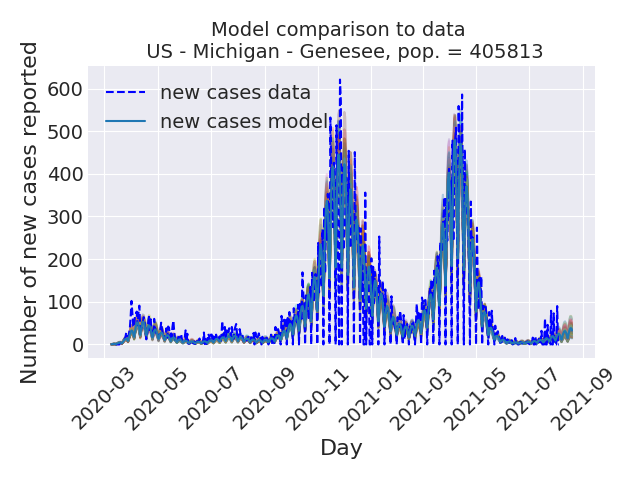 Model comparison to data
US - Michigan - Genesee, pop. = 405813
Number of new cases reported
600
500
400
300
200
100
0
new cases data
new cases model
2020-03
2020-05
2020-07
2020-09
2020-11
2021-01
2021-03
2021-05
2021-07
2021-09
Day